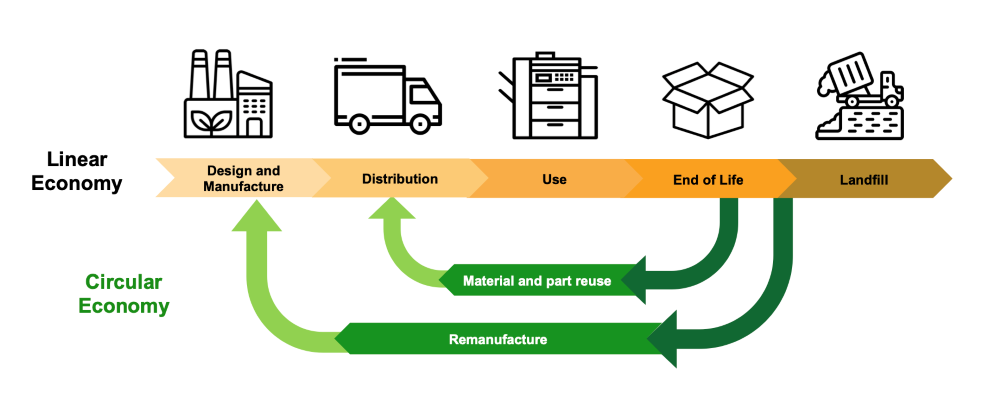 Linear
Economy
Design and
Manufacture
Distribution
Use
End of Life
Landfill
Circular
Economy
Material and part reuse
Remanufacture